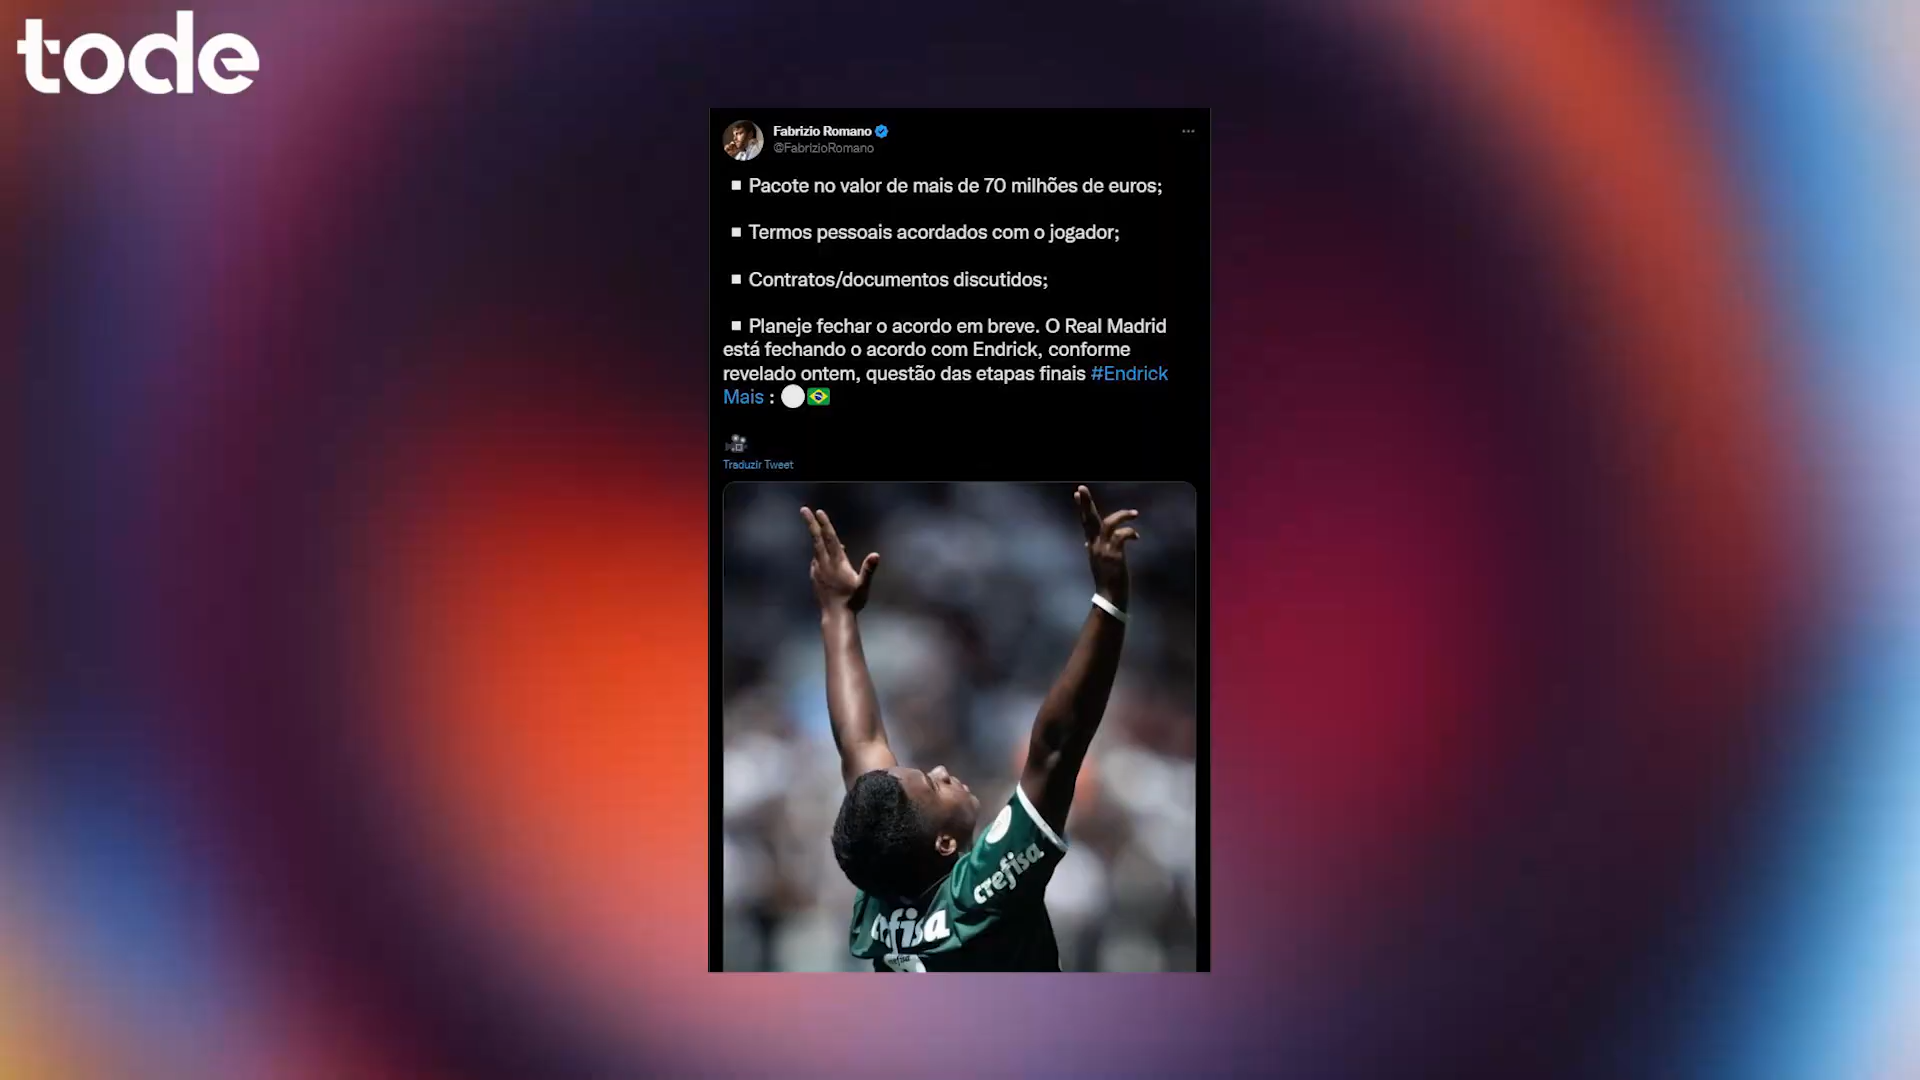 tode
Fabrizio Romano
@FabrizioRomano
▪ Pacote no valor de mais de 70 milhões de euros;
▪ Termos pessoais acordados com o jogador;
▪ Contratos/documentos discutidos;
▪ Planeje fechar o acordo em breve. O Real Madrid
está fechando o acordo com Endrick, conforme
revelado ontem, questão das etapas finais #Endrick
Mais : ⚪🇧🇷
🎥
Traduzir Tweet
crefisa
crefisa